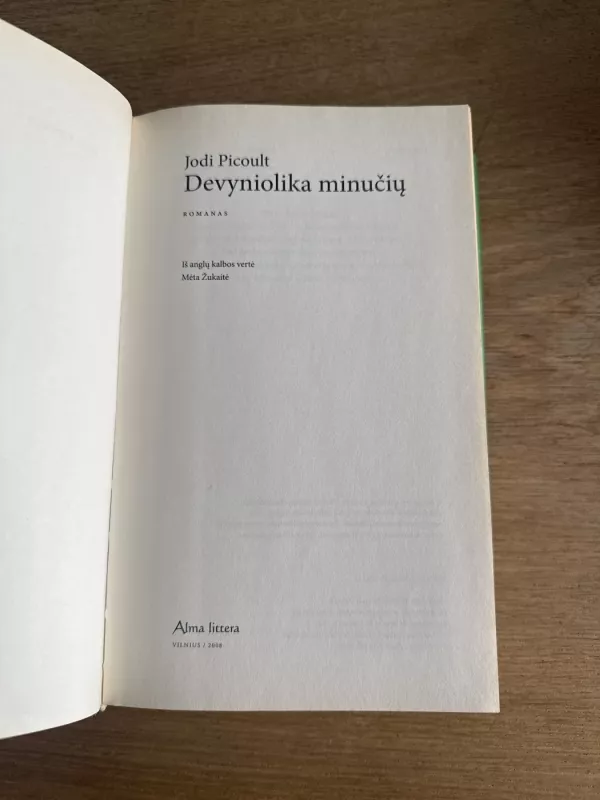 Jodi Picoult
Devyniolika minučių
ROMANAS
Iš anglų kalbos vertė
Mėta Žukaitė
Alma littera
VILNIUS / 2008